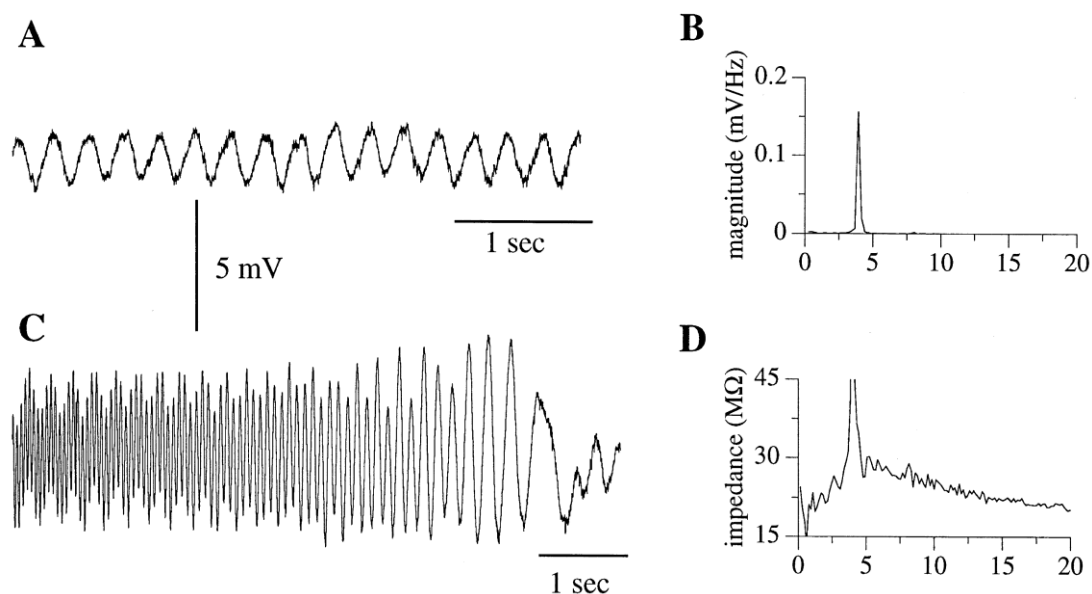 A
1 sec
5 mV
B
magnitude (mV/Hz)
0.2
0.1
0
0 5 10 15 20
C
1 sec
D
impedance (MΩ)
45
30
15
0 5 10 15 20